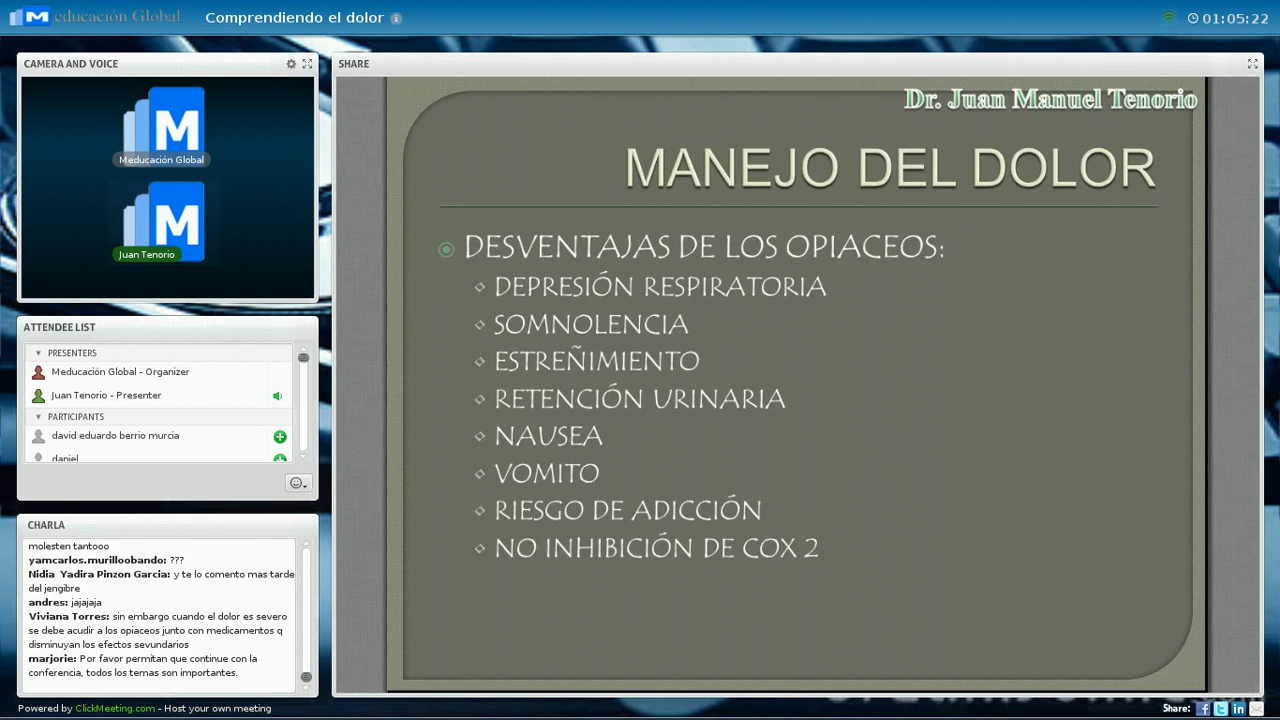 educación Global
Comprendiendo el dolor
01:05:22
CAMERA AND VOICE
M
Meducación Global
M
Juan Tenorio
ATTENDEE LIST
PRESENTERS
Meducación Global - Organizer
Juan Tenorio - Presenter
PARTICIPANTS
david eduardo berrio murcia
daniel
CHARLA
molesten tantooo
yamcarlos.murilloobando: ???
Nidia Yadira Pinzon Garcia: y te lo comento mas tarde
del jengibre
andres: jajajaja
Viviana Torres: sin embargo cuando el dolor es severo
se debe acudir a los opiaceos junto con medicamentos q
disminuyan los efectos sevundarios
marjorie: Por favor permitan que continue con la
conferencia, todos los temas son importantes.
SHARE
Dr. Juan Manuel Tenorio
MANEJO DEL DOLOR
DESVENTAJAS DE LOS OPIACEOS:
DEPRESIÓN RESPIRATORIA
SOMNOLENCIA
ESTREÑIMIENTO
RETENCIÓN URINARIA
NAUSEA
VOMITO
RIESGO DE ADICCIÓN
NO INHIBICIÓN DE COX 2
Powered by ClickMeeting.com - Host your own meeting
Share: